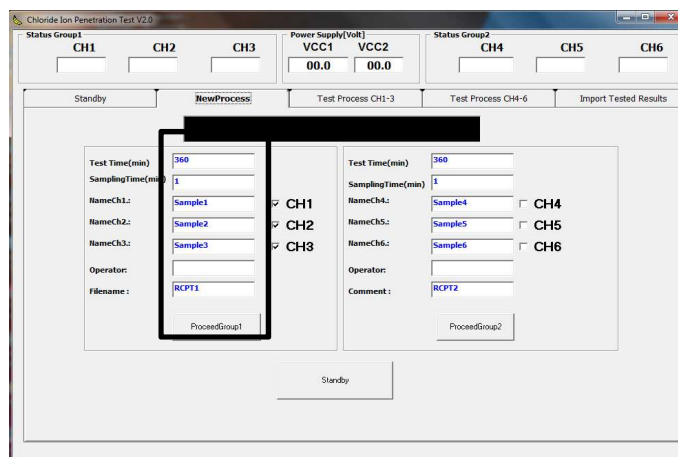 Chloride Ion Penetration Test V2.0
Status Group1
CH1 CH2 CH3
Power Supply[Volt]
VCC1 VCC2
00.0 00.0
Status Group2
CH4 CH5 CH6
Standby NewProcess Test Process CH1-3 Test Process CH4-6 Import Tested Results
Test Time(min) 360
SamplingTime(min) 1
NameCh1.: Sample1 CH1
NameCh2.: Sample2 CH2
NameCh3.: Sample3 CH3
Operator:
Filename : RCPT1
ProceedGroup1
Test Time(min) 360
SamplingTime(min) 1
NameCh4.: Sample4 CH4
NameCh5.: Sample5 CH5
NameCh6.: Sample6 CH6
Operator:
Comment : RCPT2
ProceedGroup2
Standby